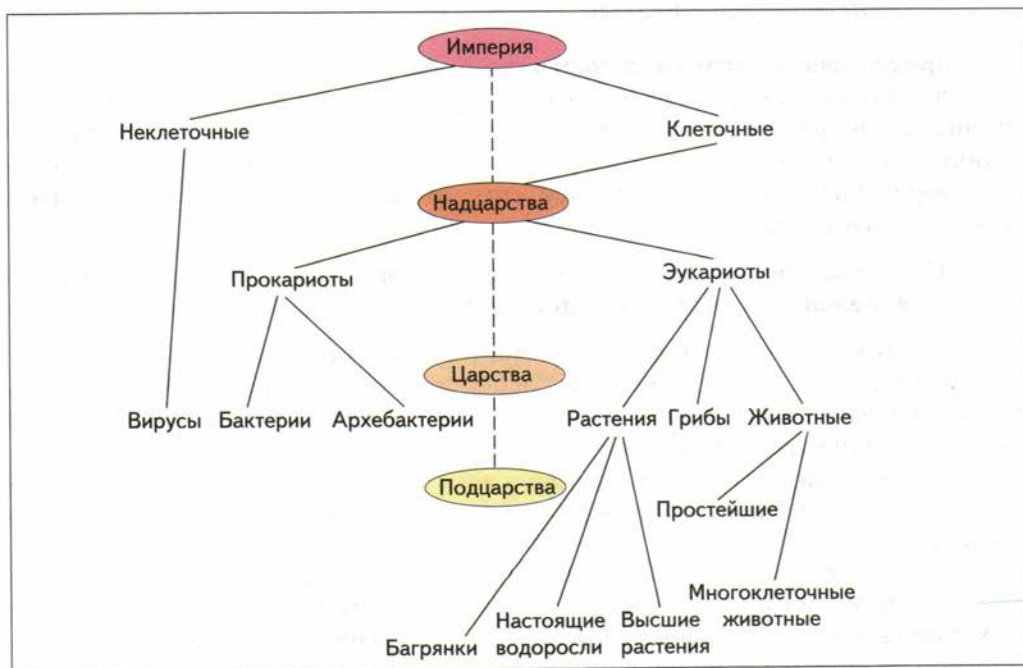 Империя
Неклеточные
Клеточные
Надцарства
Прокариоты
Эукариоты
Царства
Вирусы
Бактерии
Архебактерии
Растения
Грибы
Животные
Подцарства
Простейшие
Многоклеточные
животные
Настоящие
водоросли
Высшие
растения
Багрянки